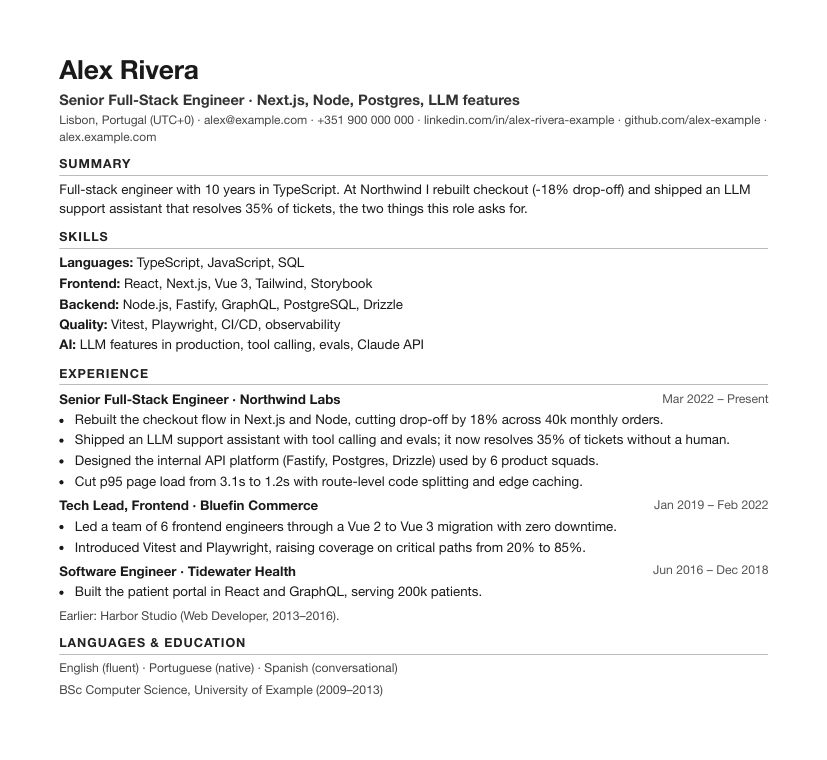 Alex Rivera
Senior Full-Stack Engineer · Next.js, Node, Postgres, LLM features
Lisbon, Portugal (UTC+0) · alex@example.com · +351 900 000 000 · linkedin.com/in/alex-rivera-example · github.com/alex-example ·
alex.example.com
SUMMARY
Full-stack engineer with 10 years in TypeScript. At Northwind I rebuilt checkout (-18% drop-off) and shipped an LLM
support assistant that resolves 35% of tickets, the two things this role asks for.
SKILLS
Languages: TypeScript, JavaScript, SQL
Frontend: React, Next.js, Vue 3, Tailwind, Storybook
Backend: Node.js, Fastify, GraphQL, PostgreSQL, Drizzle
Quality: Vitest, Playwright, CI/CD, observability
AI: LLM features in production, tool calling, evals, Claude API
EXPERIENCE
Senior Full-Stack Engineer · Northwind Labs Mar 2022 – Present
• Rebuilt the checkout flow in Next.js and Node, cutting drop-off by 18% across 40k monthly orders.
• Shipped an LLM support assistant with tool calling and evals; it now resolves 35% of tickets without a human.
• Designed the internal API platform (Fastify, Postgres, Drizzle) used by 6 product squads.
• Cut p95 page load from 3.1s to 1.2s with route-level code splitting and edge caching.
Tech Lead, Frontend · Bluefin Commerce Jan 2019 – Feb 2022
• Led a team of 6 frontend engineers through a Vue 2 to Vue 3 migration with zero downtime.
• Introduced Vitest and Playwright, raising coverage on critical paths from 20% to 85%.
Software Engineer · Tidewater Health Jun 2016 – Dec 2018
• Built the patient portal in React and GraphQL, serving 200k patients.
Earlier: Harbor Studio (Web Developer, 2013–2016).
LANGUAGES & EDUCATION
English (fluent) · Portuguese (native) · Spanish (conversational)
BSc Computer Science, University of Example (2009–2013)